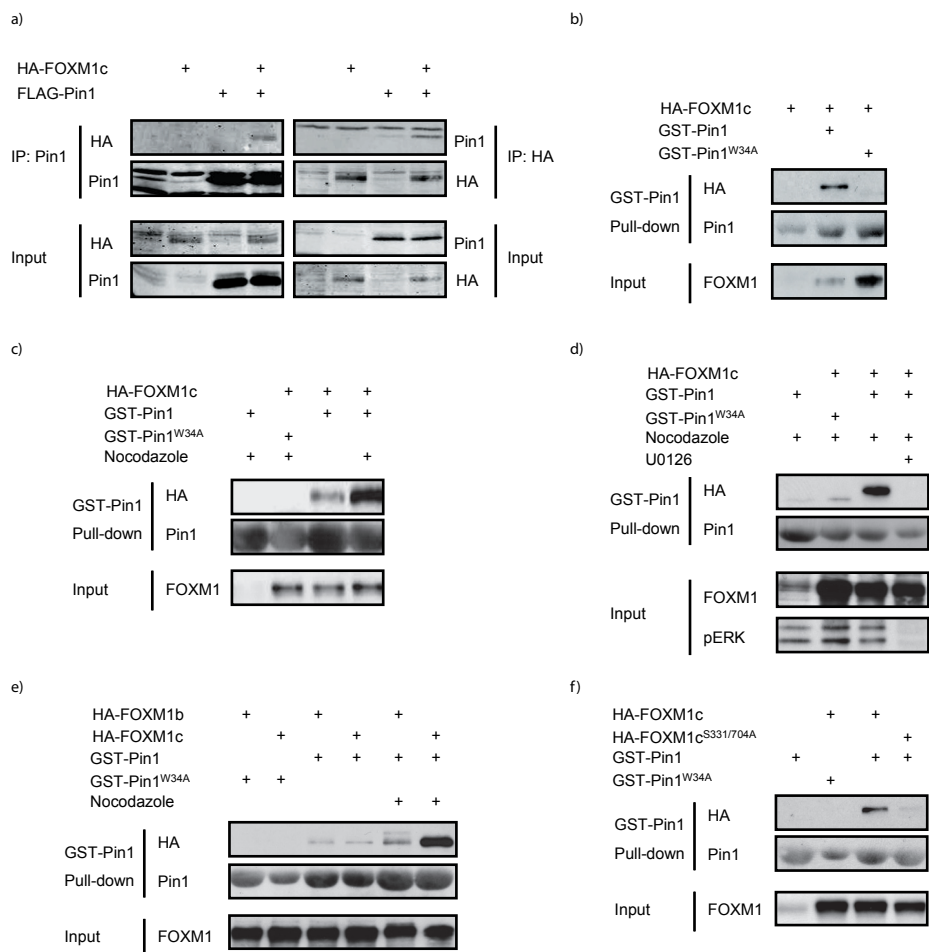 a)
HA-FOXM1c + +
FLAG-Pin1 + +
IP: Pin1 HA Pin1 IP: HA
Pin1 HA
Input HA Pin1 Input
Pin1 HA
b)
HA-FOXM1c + + +
GST-Pin1 +
GST-Pin1W34A +
GST-Pin1 HA
Pull-down Pin1
Input FOXM1
c)
HA-FOXM1c + + +
GST-Pin1 + + +
GST-Pin1W34A +
Nocodazole + + +
GST-Pin1 HA
Pull-down Pin1
Input FOXM1
d)
HA-FOXM1c + + +
GST-Pin1 + + +
GST-Pin1W34A +
Nocodazole + + + +
U0126 +
GST-Pin1 HA
Pull-down Pin1
Input FOXM1
pERK
e)
HA-FOXM1b + + +
HA-FOXM1c + + +
GST-Pin1 + + + +
GST-Pin1W34A + +
Nocodazole + +
GST-Pin1 HA
Pull-down Pin1
Input FOXM1
f)
HA-FOXM1c + +
HA-FOXM1cS331/704A +
GST-Pin1 + + +
GST-Pin1W34A +
GST-Pin1 HA
Pull-down Pin1
Input FOXM1